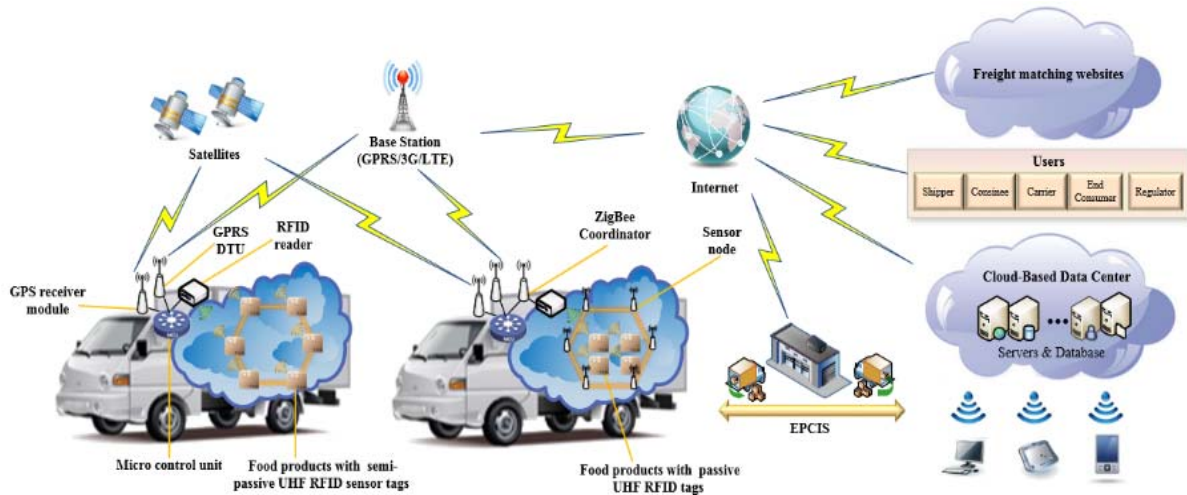 Freight matching websites
Base Station
(GPRS/3G/LTE)
Satellites
Users
Shipper
Consinee
Carrier
End
Consumer
Regulator
Internet
GPRS
DTU
RFID
reader
ZigBee
Coordinator
Sensor
node
GPS receiver
module
Cloud-Based Data Center
Servers & Database
MCU
EPCIS
Micro control unit
Food products with semi-
passive UHF RFID sensor tags
Food products with passive
UHF RFID tags